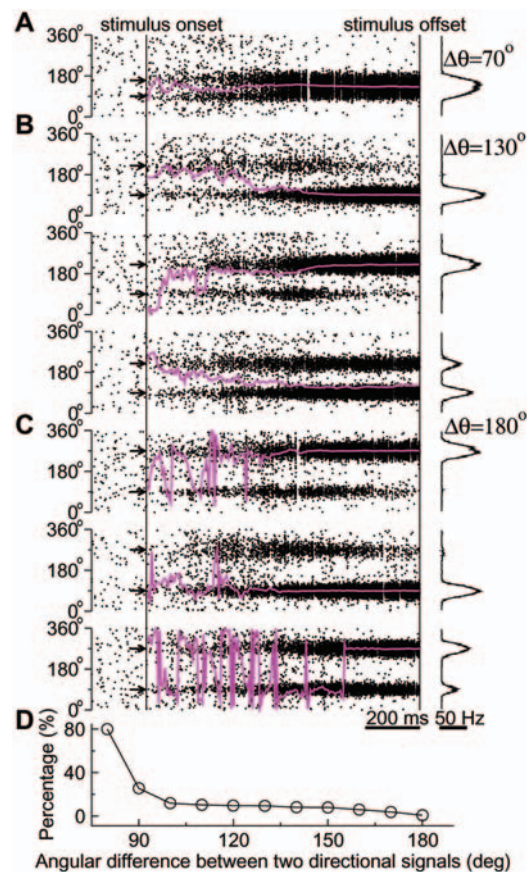 A
stimulus onset
stimulus offset
360°
180°
0°
Δθ=70°
B
360°
180°
0°
Δθ=130°
360°
180°
0°
360°
180°
0°
C
360°
180°
0°
Δθ=180°
360°
180°
0°
360°
180°
0°
200 ms
50 Hz
D
Percentage (%)
80
40
0
90
120
150
180
Angular difference between two directional signals (deg)